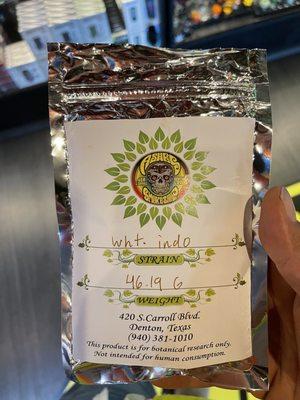 wht. indo
STRAIN
46.19 G
WEIGHT
420 S.Carroll Blvd.
Denton, Texas
(940) 381-1010
This product is for botanical research only.
Not intended for human consumption.